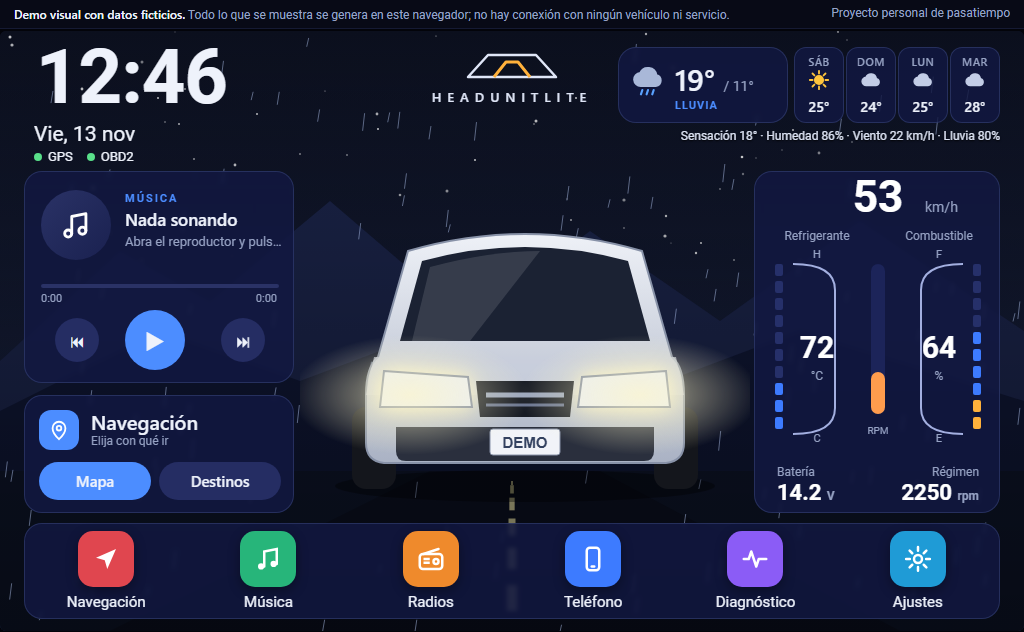 Demo visual con datos ficticios. Todo lo que se muestra se genera en este navegador; no hay conexión con ningún vehículo ni servicio.
Proyecto personal de pasatiempo
12:46
Vie, 13 nov
GPS OBD2
HEADUNITLITE
19° / 11°
LLUVIA
SÁB
25°
DOM
24°
LUN
25°
MAR
28°
Sensación 18° · Humedad 86% · Viento 22 km/h · Lluvia 80%
MÚSICA
Nada sonando
Abra el reproductor y puls…
0:00 0:00
Navegación
Elija con qué ir
Mapa Destinos
DEMO
53 km/h
Refrigerante Combustible
H F
72 64
°C %
RPM
C E
Batería Régimen
14.2 V 2250 rpm
Navegación Música Radios Teléfono Diagnóstico Ajustes